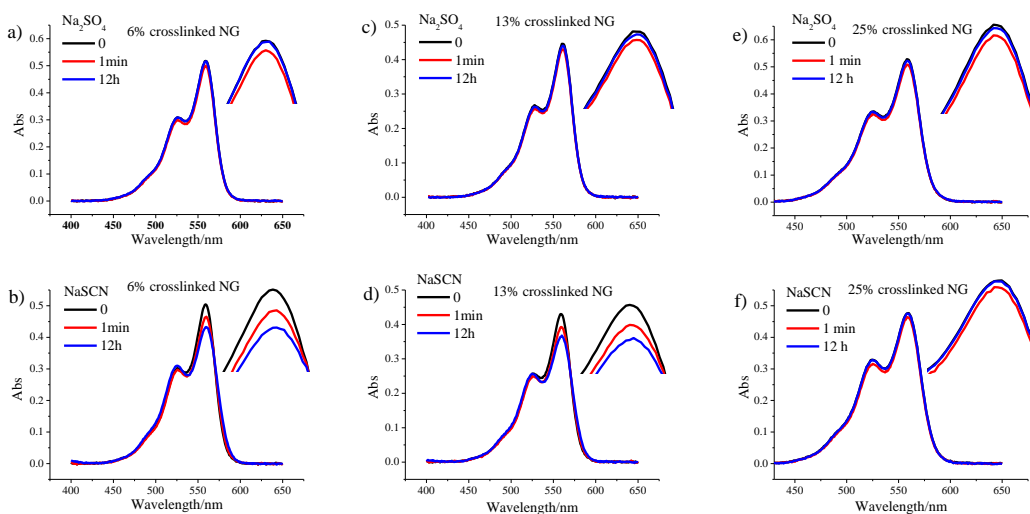 a)
Na₂SO₄
6% crosslinked NG
0
1min
12h
Abs
0.6
0.5
0.4
0.3
0.2
0.1
0.0
400 450 500 550 600 650
Wavelength/nm
c)
Na₂SO₄
13% crosslinked NG
0
1min
12h
Abs
0.5
0.4
0.3
0.2
0.1
0.0
400 450 500 550 600 650
Wavelength/nm
e)
Na₂SO₄
25% crosslinked NG
0
1 min
12 h
Abs
0.6
0.5
0.4
0.3
0.2
0.1
0.0
450 500 550 600 650
Wavelength/nm
b)
NaSCN
6% crosslinked NG
0
1min
12h
Abs
0.5
0.4
0.3
0.2
0.1
0.0
400 450 500 550 600 650
Wavelength/nm
d)
NaSCN
13% crosslinked NG
0
1min
12h
Abs
0.5
0.4
0.3
0.2
0.1
0.0
400 450 500 550 600 650
Wavelength/nm
f)
NaSCN
25% crosslinked NG
0
1 min
12 h
Abs
0.5
0.4
0.3
0.2
0.1
0.0
450 500 550 600 650
Wavelength/nm